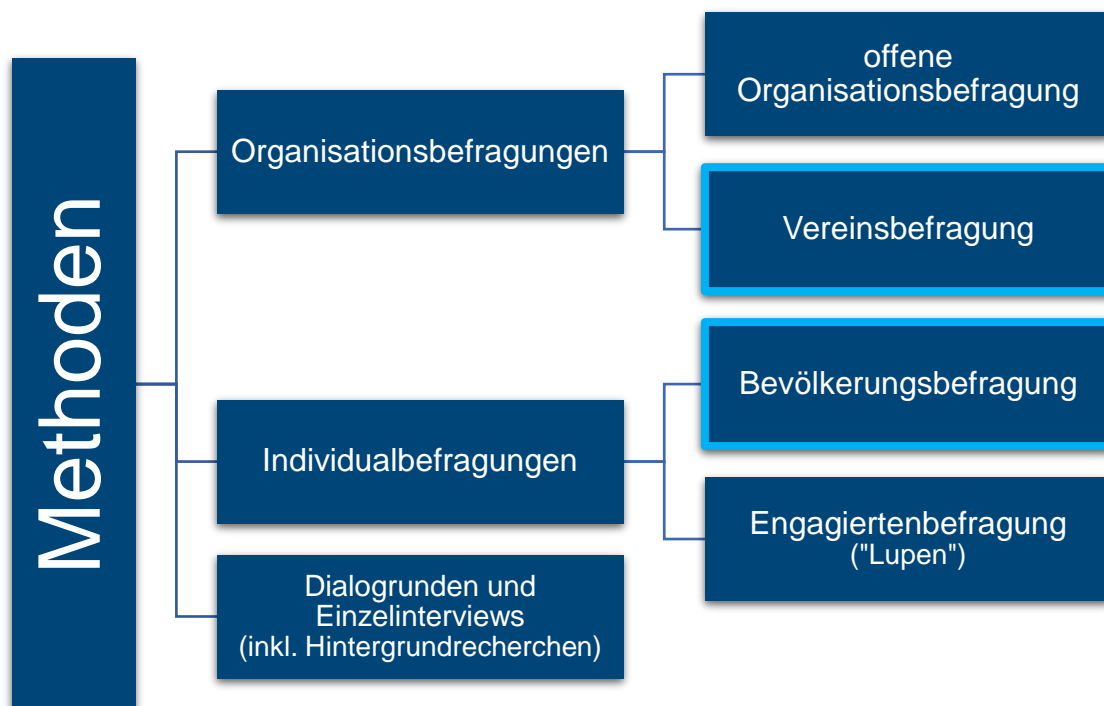 Methoden
Organisationsbefragungen
offene
Organisationsbefragung
Vereinsbefragung
Individualbefragungen
Bevölkerungsbefragung
Engagiertenbefragung
("Lupen")
Dialogrunden und
Einzelinterviews
(inkl. Hintergrundrecherchen)